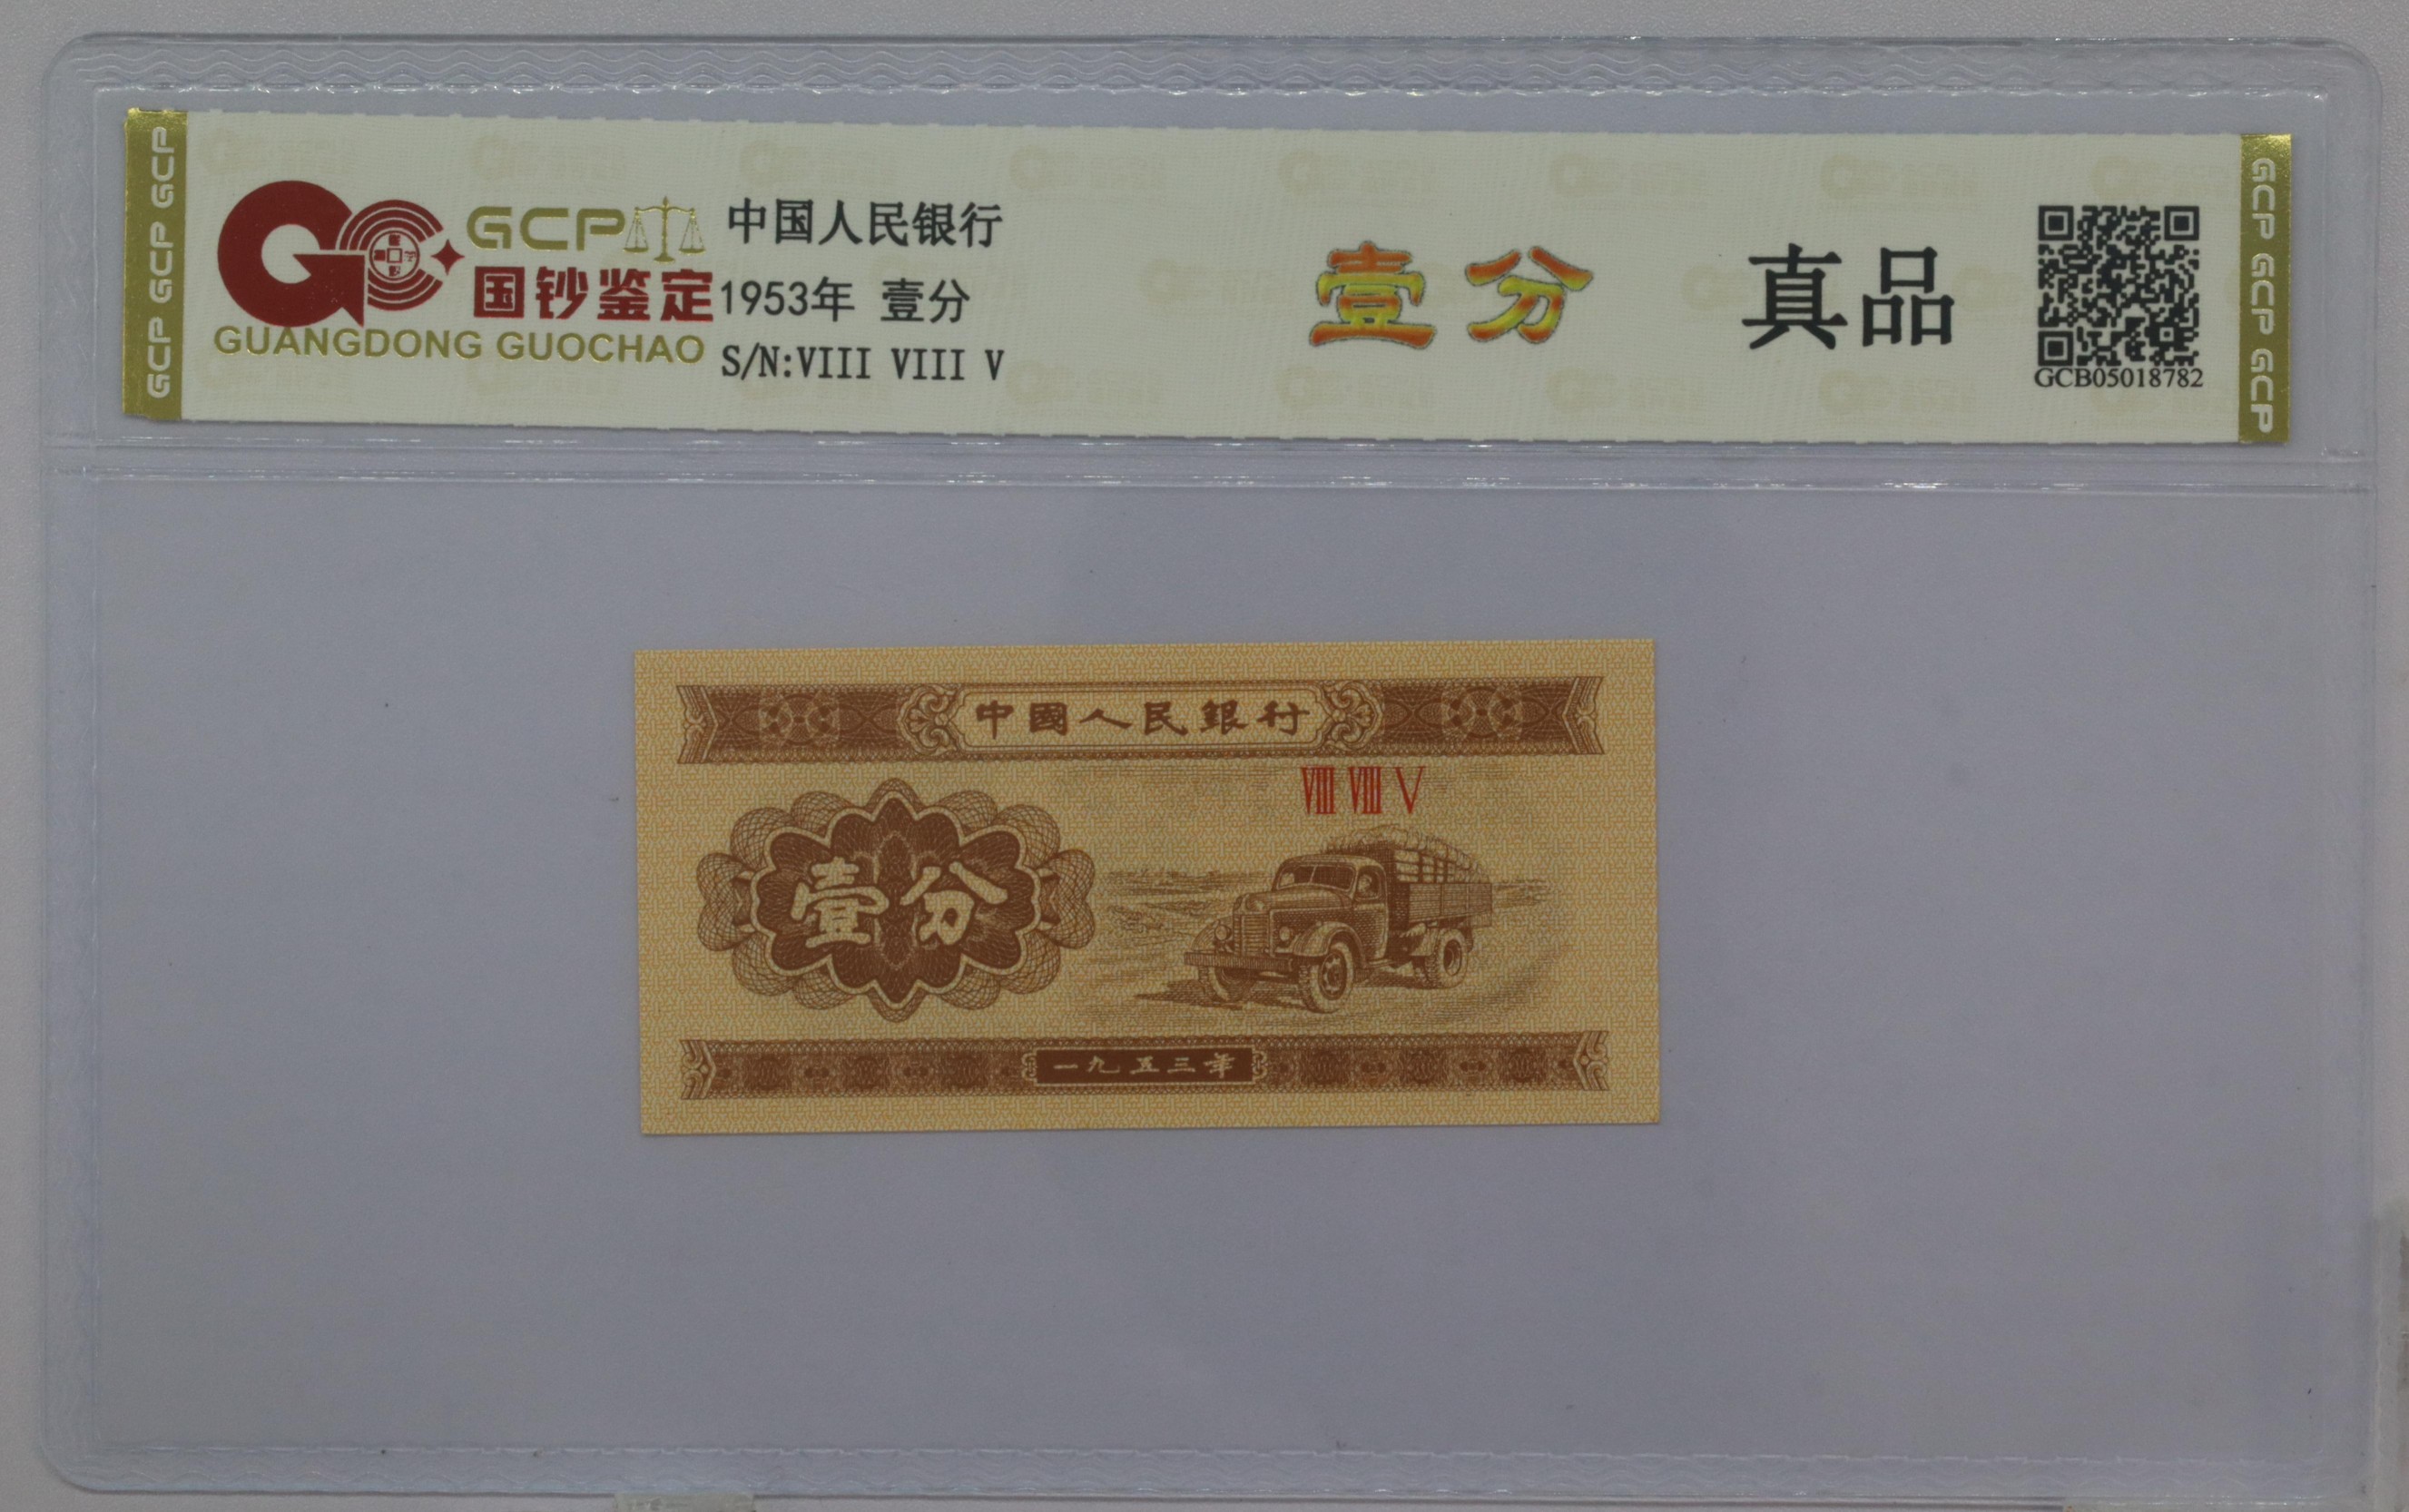 GCP GCP GCP
GCP
国钞鉴定
GUANGDONG GUOCHAO
中国人民银行
1953年 壹分
S/N:VIII VIII V
壹分
真品
GCB05018782
GCP GCP GCP
中國人民銀行
VIII VIII V
壹分
一九五三年